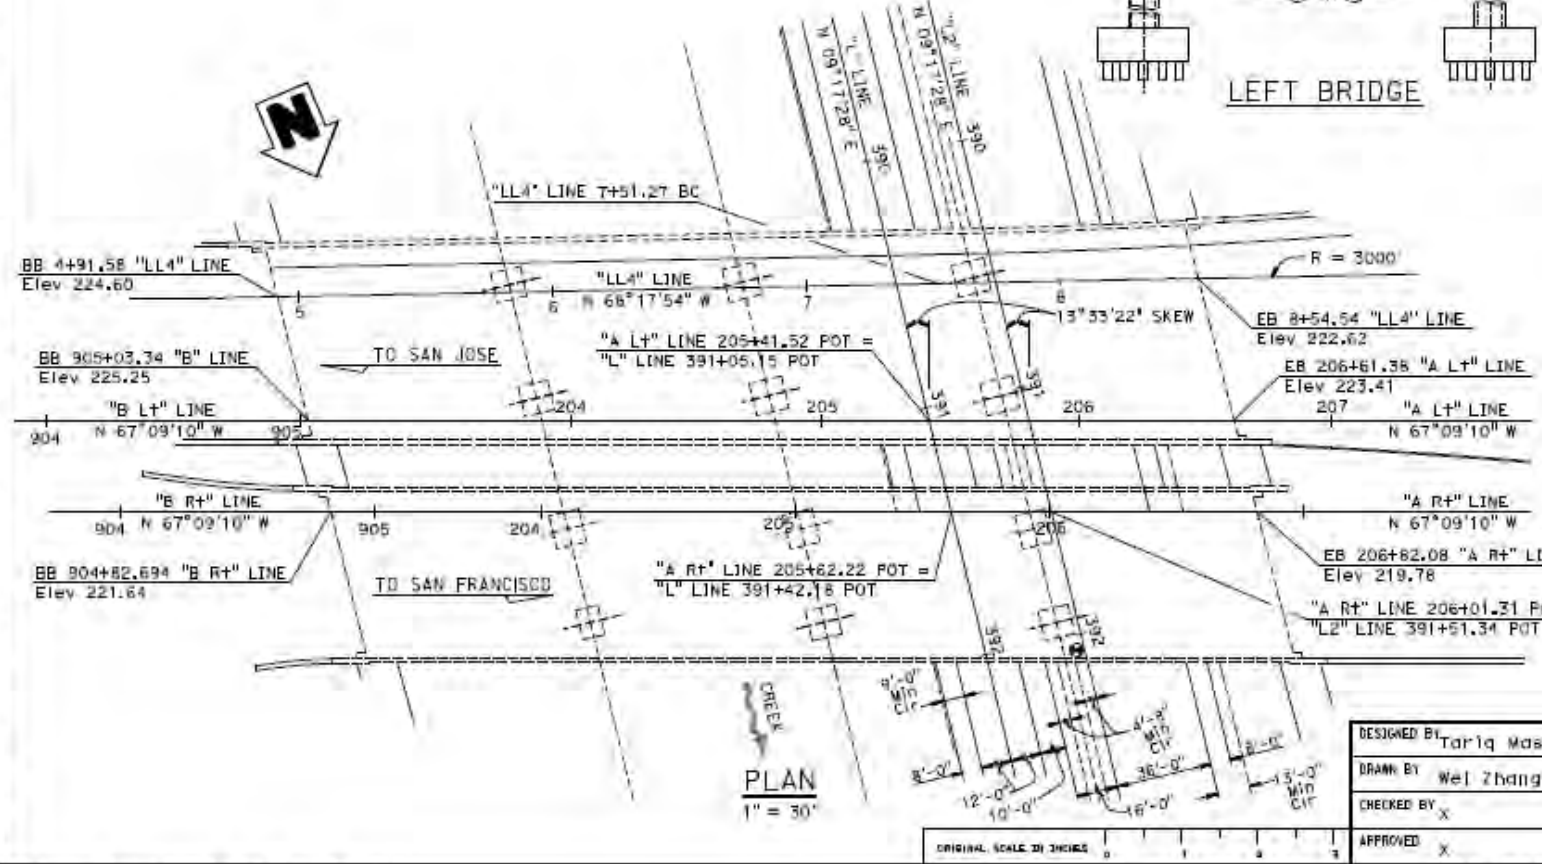 "L" LINE
N 09°17'28" E
390
"L2" LINE
N 09°17'28" E
390
LEFT BRIDGE
N
"LL4" LINE 7+51.27 BC
BB 4+91.58 "LL4" LINE
Elev 224.60
"LL4" LINE
N 68°17'54" W
5
6
7
8
R = 3000'
13°33'22" SKEW
EB 8+54.54 "LL4" LINE
Elev 222.62
BB 905+03.34 "B" LINE
Elev 225.25
TO SAN JOSE
"A Lt" LINE 205+41.52 POT =
"L" LINE 391+05.15 POT
391
391
EB 206+61.38 "A Lt" LINE
Elev 223.41
"B Lt" LINE
N 67°09'10" W
904
905
204
205
206
207
"A Lt" LINE
N 67°09'10" W
"B Rt" LINE
N 67°09'10" W
904
905
204
205
206
"A Rt" LINE
N 67°09'10" W
BB 904+82.694 "B Rt" LINE
Elev 221.64
TO SAN FRANCISCO
"A Rt" LINE 205+62.22 POT =
"L" LINE 391+42.18 POT
EB 206+82.08 "A Rt" LI
Elev 219.78
"A Rt" LINE 206+01.31 P
"L2" LINE 391+51.34 POT
392
392
CREEK
Min
Clr
8'-0"
12'-0"
10'-0"
Min
Clr
36'-0"
16'-0"
8'-0"
13'-0"
Min
Clr
PLAN
1" = 30'
DESIGNED BY Tariq Mas
DRAWN BY Wei Zhang
CHECKED BY X
APPROVED X
ORIGINAL SCALE IN INCHES 0 1 2 3